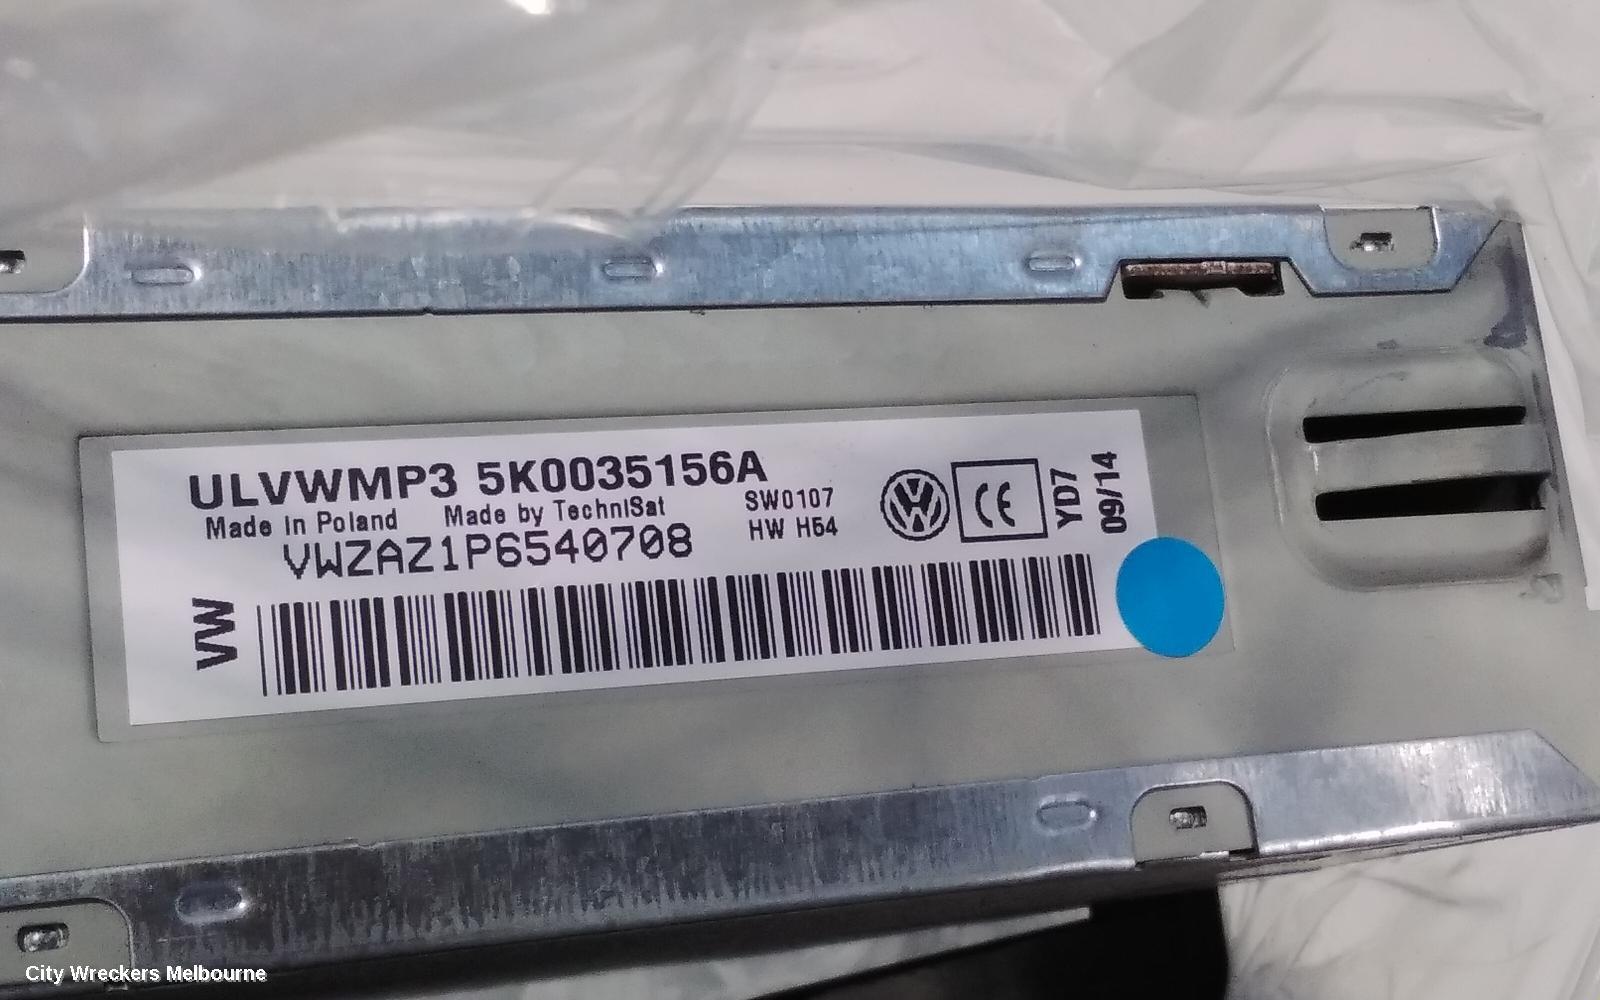 ULVWMP3 5K0035156A
Made in Poland Made by TechniSat
SW0107
HW H54
VWZAZ1P6540708
VW
CE
YD7
09/14
City Wreckers Melbourne